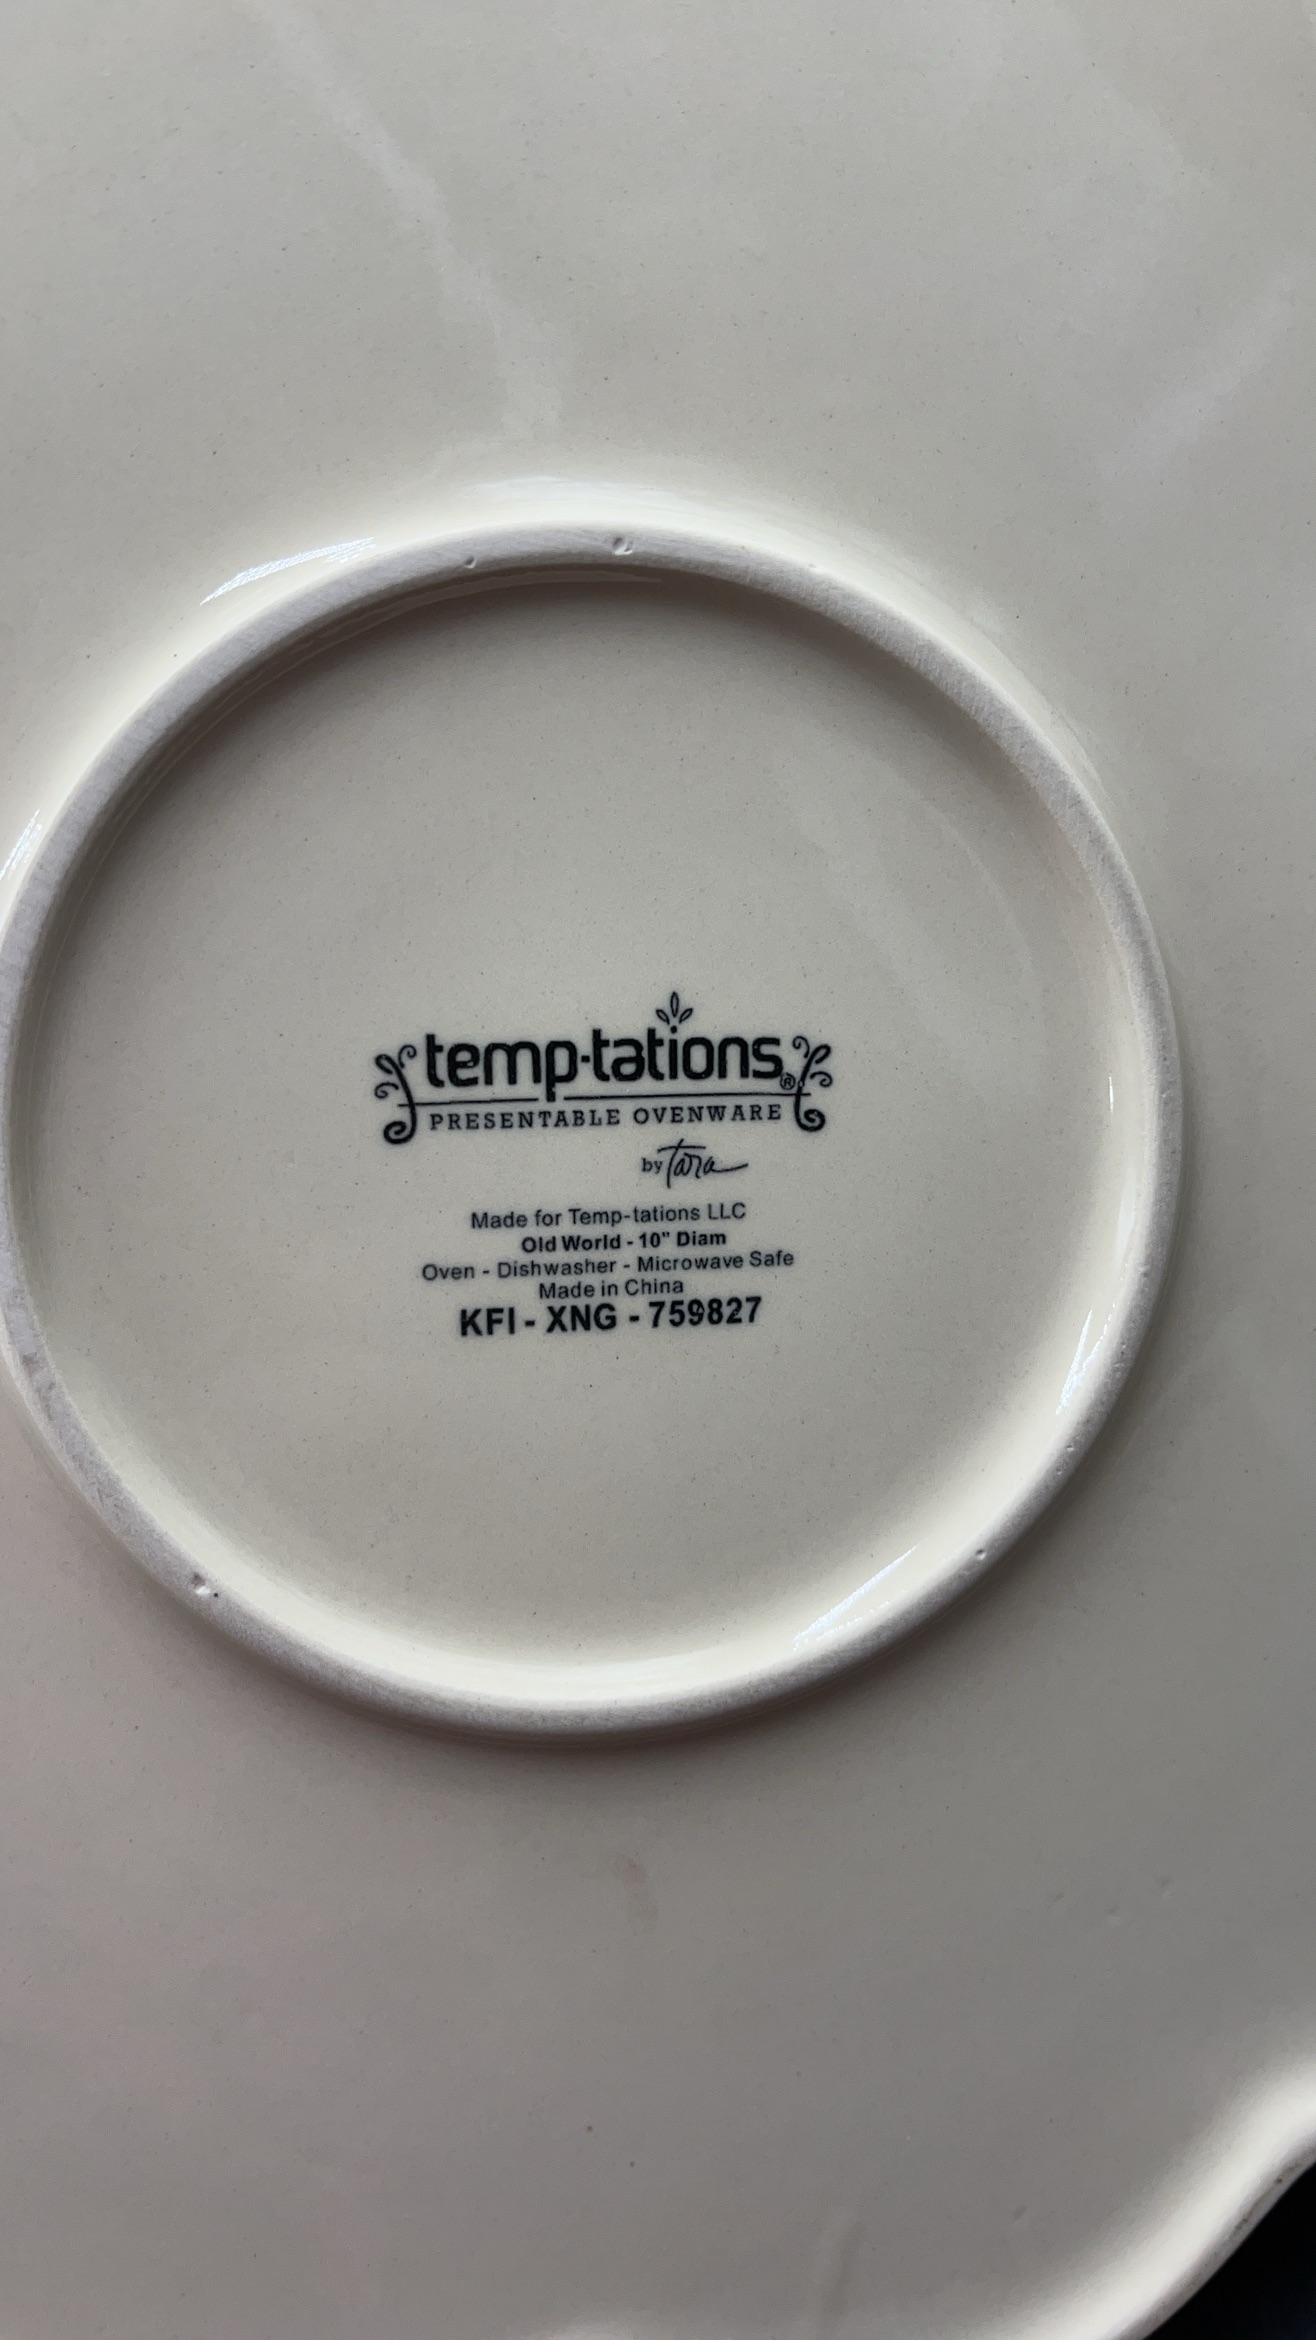 temp-tations®
PRESENTABLE OVENWARE
by Tara
Made for Temp-tations LLC
Old World - 10" Diam
Oven - Dishwasher - Microwave Safe
Made in China
KFI - XNG - 759827